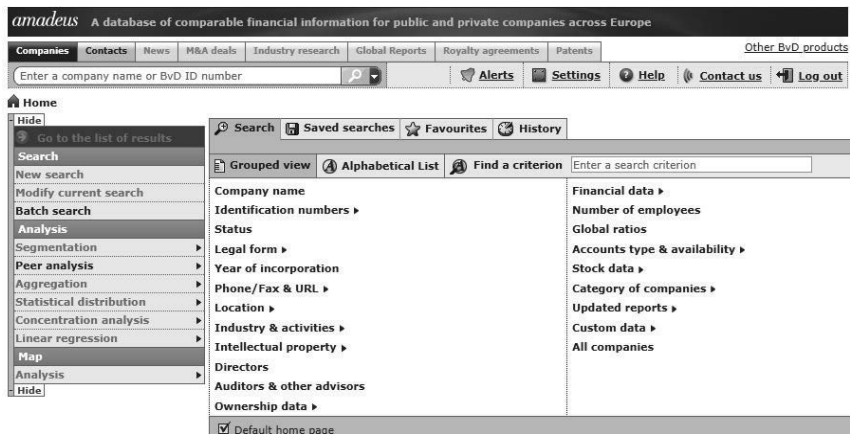 amadeus A database of comparable financial information for public and private companies across Europe
Companies Contacts News M&A deals Industry research Global Reports Royalty agreements Patents Other BvD products
Enter a company name or BvD ID number Alerts Settings Help Contact us Log out
Home
Hide
Go to the list of results
Search
New search
Modify current search
Batch search
Analysis
Segmentation
Peer analysis
Aggregation
Statistical distribution
Concentration analysis
Linear regression
Map
Analysis
Hide
Search Saved searches Favourites History
Grouped view Alphabetical List Find a criterion Enter a search criterion
Company name
Identification numbers
Status
Legal form
Year of incorporation
Phone/Fax & URL
Location
Industry & activities
Intellectual property
Directors
Auditors & other advisors
Ownership data
Financial data
Number of employees
Global ratios
Accounts type & availability
Stock data
Category of companies
Updated reports
Custom data
All companies
Default home page